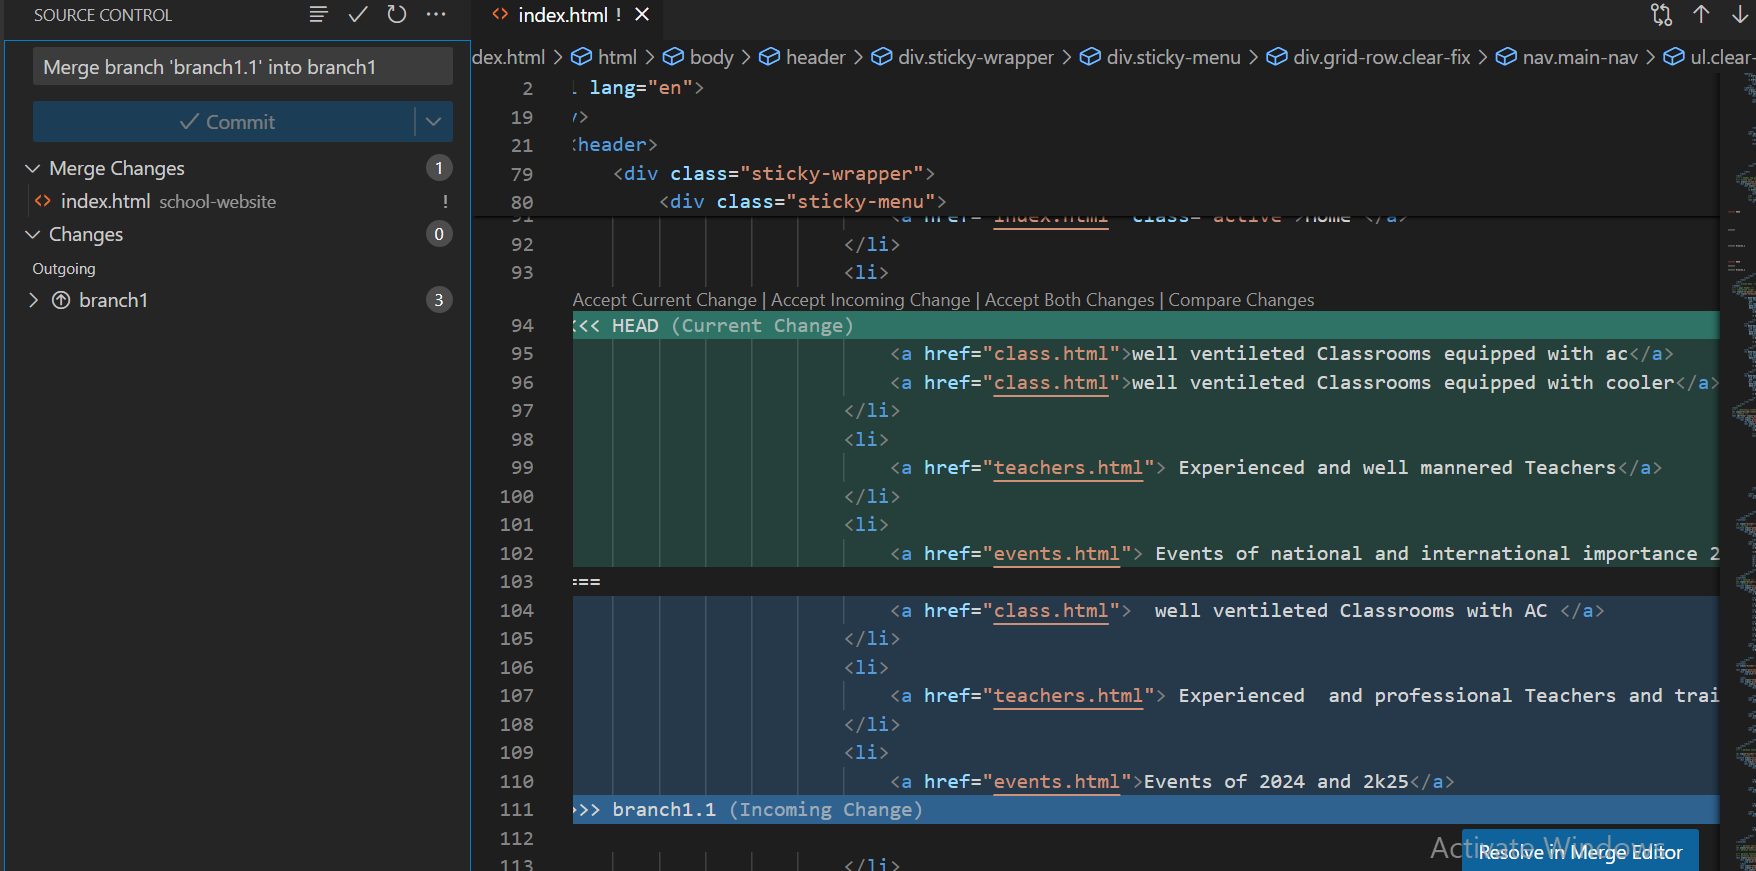 SOURCE CONTROL
Merge branch 'branch1.1' into branch1
Commit
Merge Changes 1
index.html school-website !
Changes 0
Outgoing
branch1 3
index.html !
dex.html > html > body > header > div.sticky-wrapper > div.sticky-menu > div.grid-row.clear-fix > nav.main-nav > ul.clear-
2 lang="en">
19 >
21 header>
79 <div class="sticky-wrapper">
80 <div class="sticky-menu">
91 <a href="index.html" class="active">Home </a>
92 </li>
93 <li>
Accept Current Change | Accept Incoming Change | Accept Both Changes | Compare Changes
94 << HEAD (Current Change)
95 <a href="class.html">well ventileted Classrooms equipped with ac</a>
96 <a href="class.html">well ventileted Classrooms equipped with cooler</a>
97 </li>
98 <li>
99 <a href="teachers.html"> Experienced and well mannered Teachers</a>
100 </li>
101 <li>
102 <a href="events.html"> Events of national and international importance 2
103 ===
104 <a href="class.html">  well ventileted Classrooms with AC </a>
105 </li>
106 <li>
107 <a href="teachers.html"> Experienced  and professional Teachers and trai
108 </li>
109 <li>
110 <a href="events.html">Events of 2024 and 2k25</a>
111 >>> branch1.1 (Incoming Change)
112
113 </li>
Activate Windows
Resolve in Merge Editor